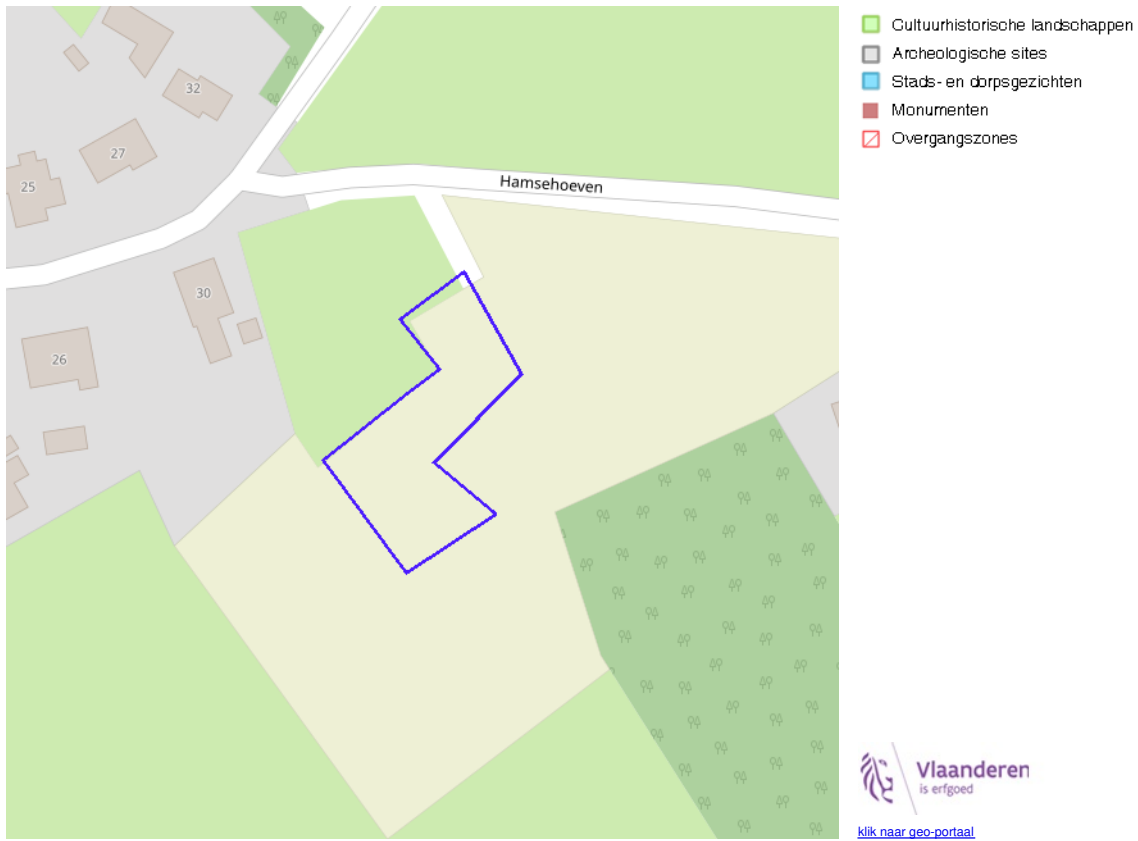 32
27
25
Hamsehoeven
30
26
Cultuurhistorische landschappen
Archeologische sites
Stads- en dorpsgezichten
Monumenten
Overgangszones
Vlaanderen
is erfgoed
klik naar geo-portaal